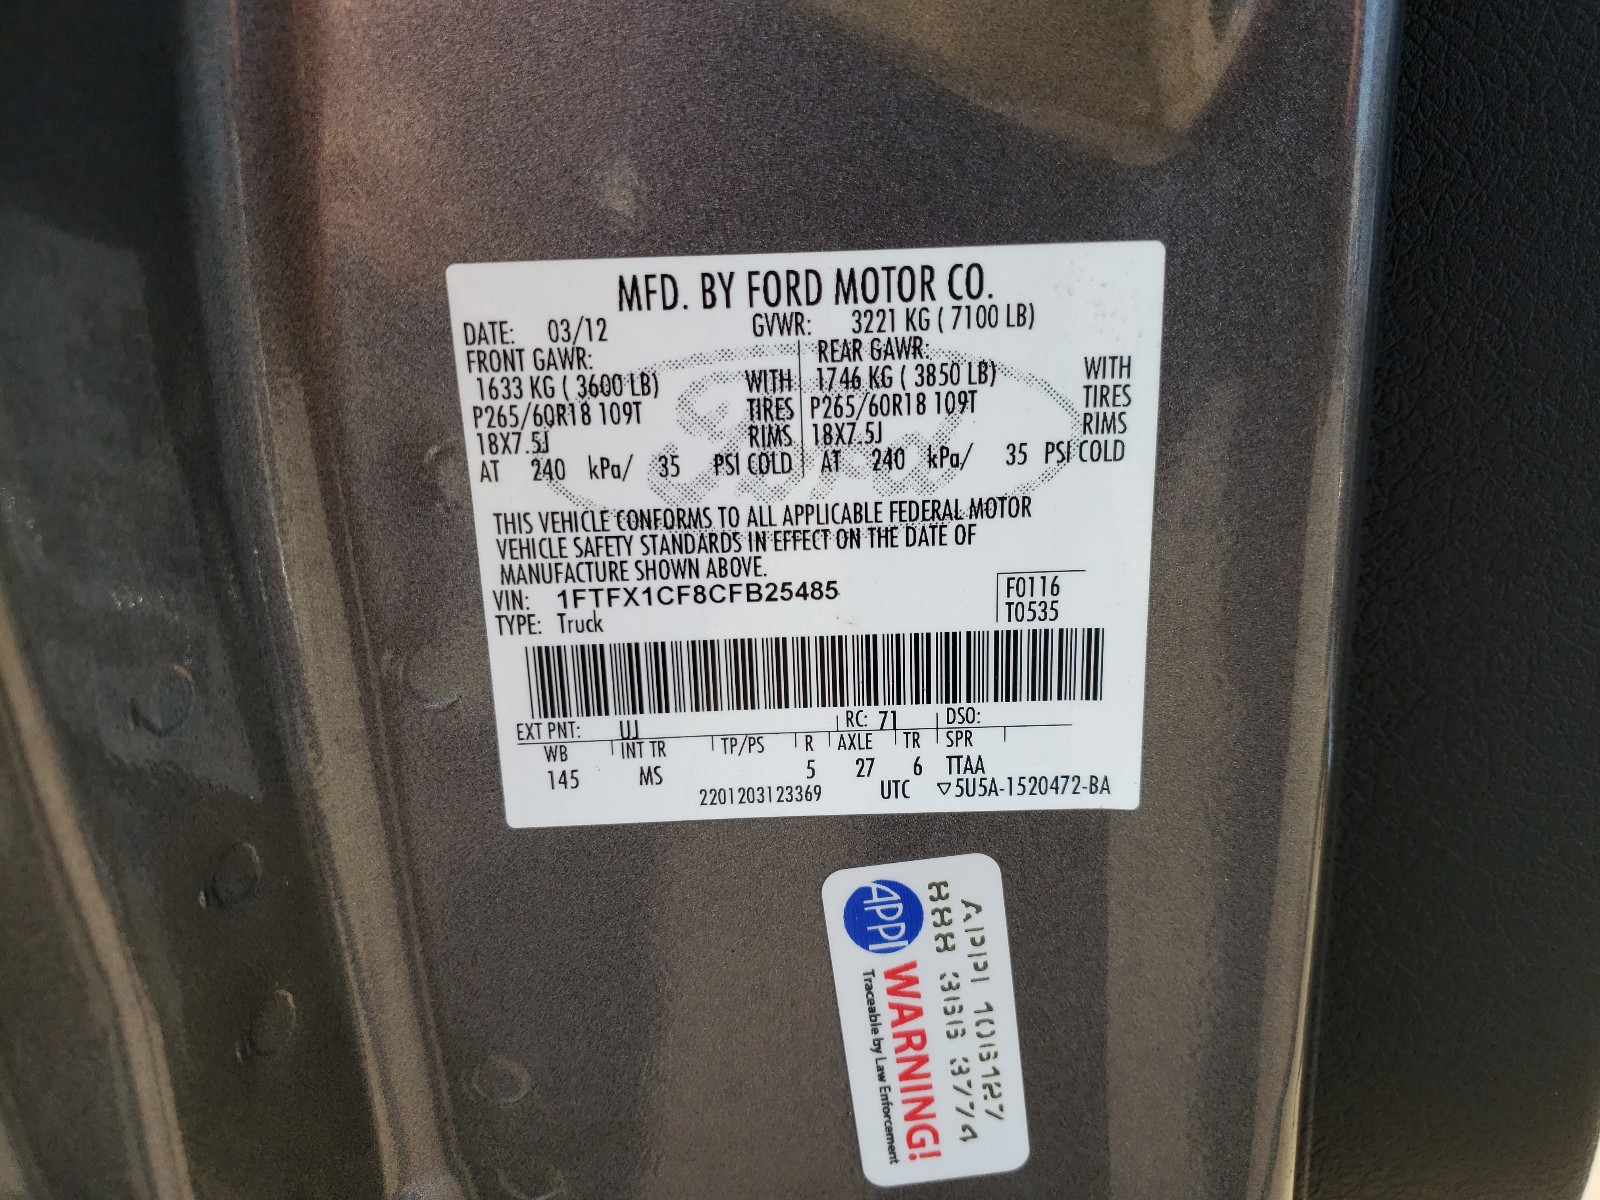 MFD. BY FORD MOTOR CO.
DATE: 03/12 GVWR: 3221 KG ( 7100 LB)
FRONT GAWR: REAR GAWR:
1633 KG ( 3600 LB) WITH 1746 KG ( 3850 LB) WITH
P265/60R18 109T TIRES P265/60R18 109T TIRES
18X7.5J RIMS 18X7.5J RIMS
AT 240 kPa/ 35 PSI COLD AT 240 kPa/ 35 PSI COLD
THIS VEHICLE CONFORMS TO ALL APPLICABLE FEDERAL MOTOR
VEHICLE SAFETY STANDARDS IN EFFECT ON THE DATE OF
MANUFACTURE SHOWN ABOVE.
VIN: 1FTFX1CF8CFB25485 F0116
TYPE: Truck T0535
EXT PNT: UJ RC: 71 DSO:
WB INT TR TP/PS R AXLE TR SPR
145 MS 5 27 6 TTAA
2201203123369 UTC ▽5U5A-1520472-BA
APPI 106127
888 366 3774
APPI WARNING!
Traceable by Law Enforcement